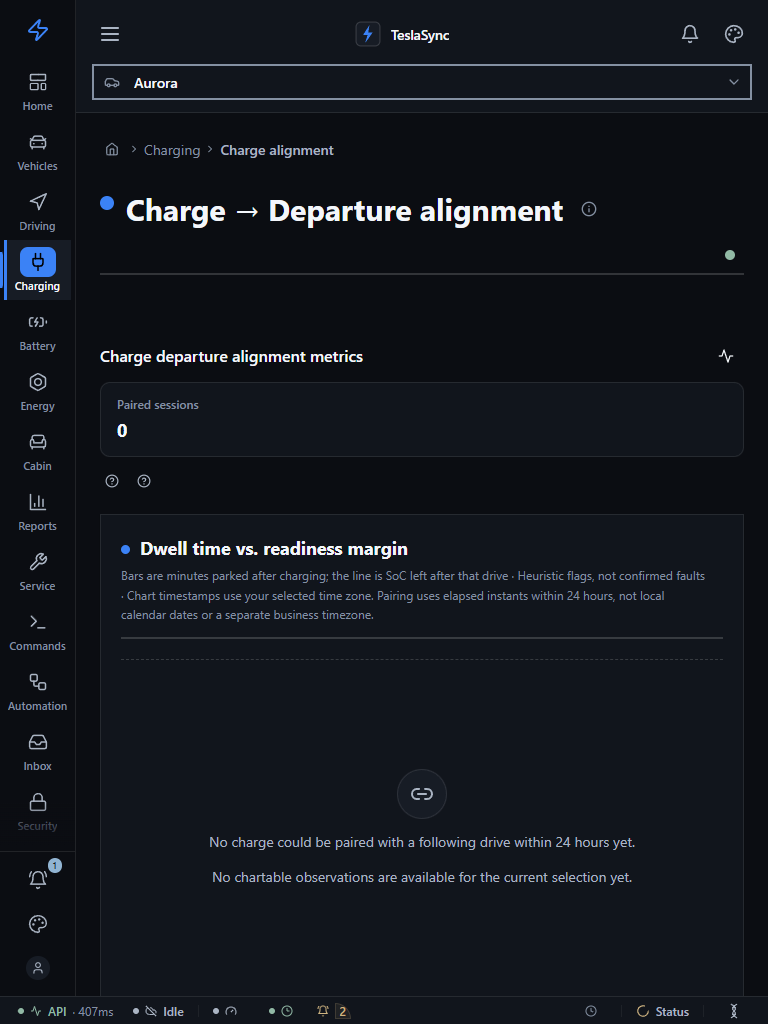 TeslaSync
Aurora
Home
Vehicles
Driving
Charging
Battery
Energy
Cabin
Reports
Service
Commands
Automation
Inbox
Security
1
Charging > Charge alignment
Charge → Departure alignment
Charge departure alignment metrics
Paired sessions
0
Dwell time vs. readiness margin
Bars are minutes parked after charging; the line is SoC left after that drive · Heuristic flags, not confirmed faults
· Chart timestamps use your selected time zone. Pairing uses elapsed instants within 24 hours, not local
calendar dates or a separate business timezone.
No charge could be paired with a following drive within 24 hours yet.
No chartable observations are available for the current selection yet.
API · 407ms
Idle
2
Status